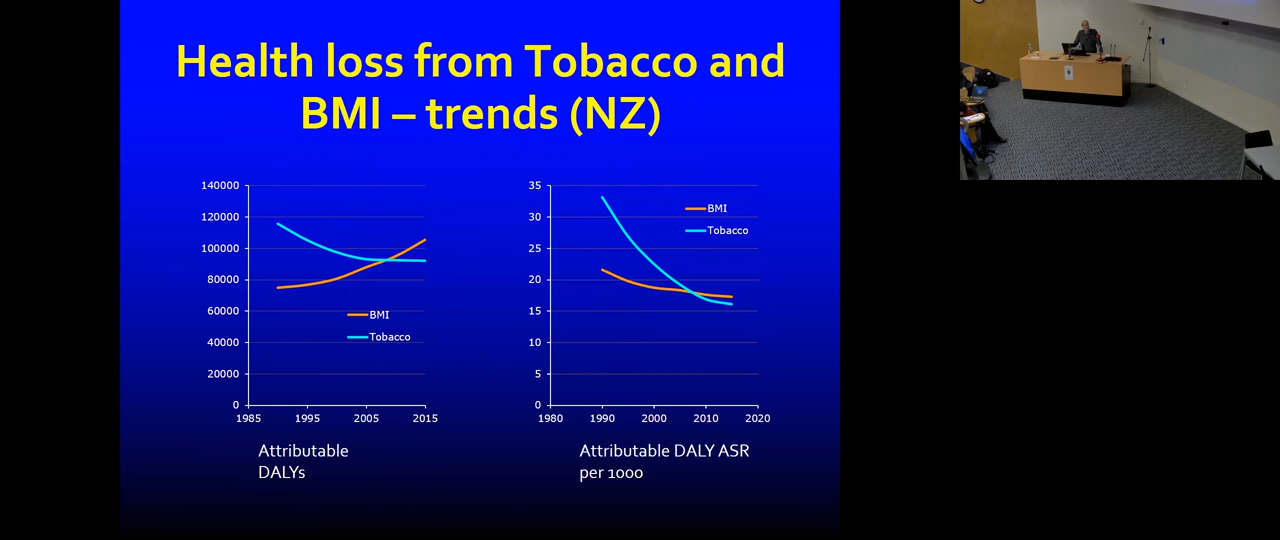 Health loss from Tobacco and
BMI – trends (NZ)
140000
120000
100000
80000
60000
40000
20000
0
1985
1995
2005
2015
BMI
Tobacco
Attributable
DALYs
35
30
25
20
15
10
5
0
1980
1990
2000
2010
2020
BMI
Tobacco
Attributable DALY ASR
per 1000